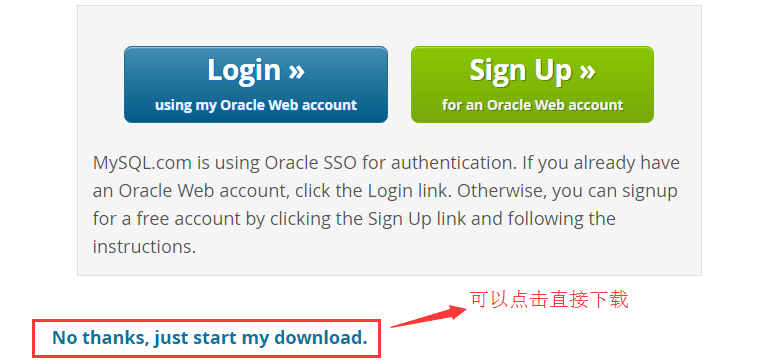 Login »
using my Oracle Web account
Sign Up »
for an Oracle Web account
MySQL.com is using Oracle SSO for authentication. If you already have
an Oracle Web account, click the Login link. Otherwise, you can signup
for a free account by clicking the Sign Up link and following the
instructions.
可以点击直接下载
No thanks, just start my download.